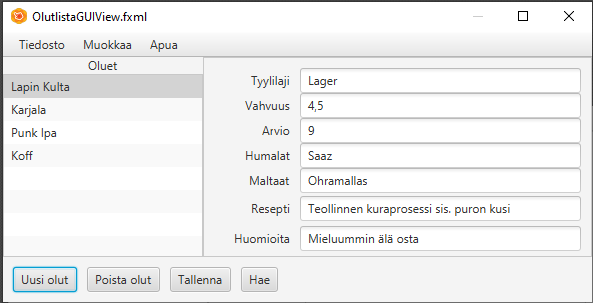 OlutlistaGUIView.fxml
Tiedosto Muokkaa Apua
Oluet
Lapin Kulta
Karjala
Punk Ipa
Koff
Tyylilaji Lager
Vahvuus 4,5
Arvio 9
Humalat Saaz
Maltaat Ohramallas
Resepti Teollinnen kuraprosessi sis. puron kusi
Huomioita Mieluummin älä osta
Uusi olut Poista olut Tallenna Hae